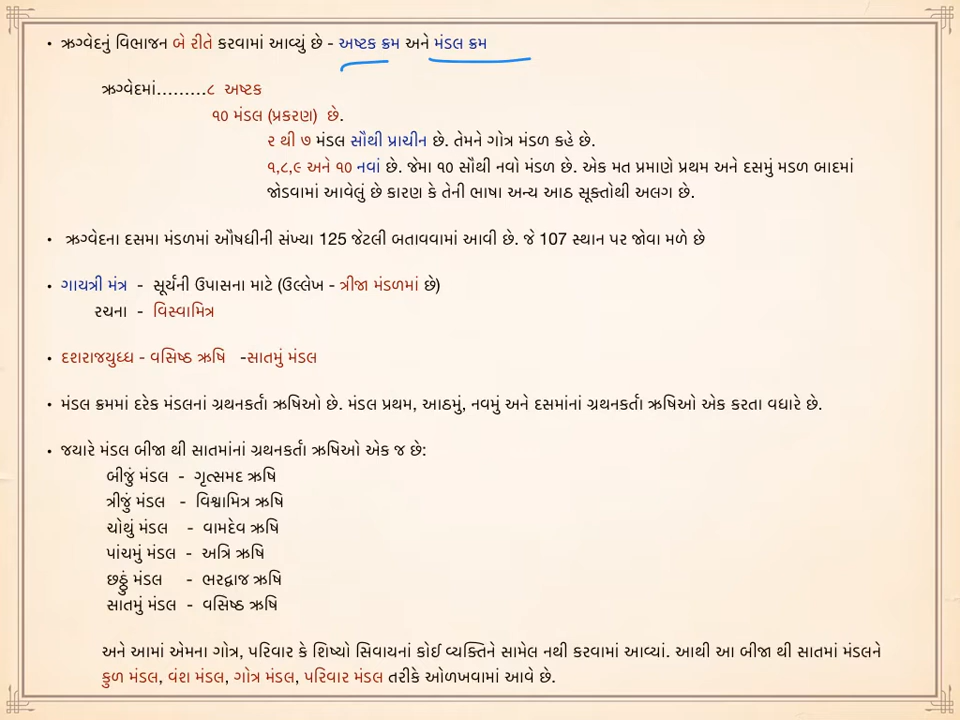 • ઋગ્વેદનું વિભાજન બે રીતે કરવામાં આવ્યું છે - અષ્ટક ક્રમ અને મંડલ ક્રમ
ઋગ્વેદમાં.........૮ અષ્ટક
૧૦ મંડલ (પ્રકરણ) છે.
૨ થી ૭ મંડલ સૌથી પ્રાચીન છે. તેમને ગોત્ર મંડળ કહે છે.
૧,૮,૯ અને ૧૦ નવાં છે. જેમા ૧૦ સૌથી નવો મંડળ છે. એક મત પ્રમાણે પ્રથમ અને દસમું મડળ બાદમાં
જોડવામાં આવેલું છે કારણ કે તેની ભાષા અન્ય આઠ સૂક્તોથી અલગ છે.
• ઋગ્વેદના દસમા મંડળમાં ઔષધીની સંખ્યા 125 જેટલી બતાવવામાં આવી છે. જે 107 સ્થાન પર જોવા મળે છે
• ગાયત્રી મંત્ર - સૂર્યની ઉપાસના માટે (ઉલ્લેખ - ત્રીજા મંડળમાં છે)
રચના - વિસ્વામિત્ર
• દશરાજયુધ્ધ - વસિષ્ઠ ઋષિ -સાતમું મંડલ
• મંડલ ક્રમમાં દરેક મંડલનાં ગ્રથનકર્તા ઋષિઓ છે. મંડલ પ્રથમ, આઠમું, નવમું અને દસમાંનાં ગ્રથનકર્તા ઋષિઓ એક કરતા વધારે છે.
• જયારે મંડલ બીજા થી સાતમાંનાં ગ્રથનકર્તા ઋષિઓ એક જ છે:
બીજું મંડલ - ગૃત્સમદ ઋષિ
ત્રીજું મંડલ - વિશ્વામિત્ર ઋષિ
ચોથું મંડલ - વામદેવ ઋષિ
પાંચમું મંડલ - અત્રિ ઋષિ
છઠ્ઠું મંડલ - ભરદ્વાજ ઋષિ
સાતમું મંડલ - વસિષ્ઠ ઋષિ
અને આમાં એમના ગોત્ર, પરિવાર કે શિષ્યો સિવાયનાં કોઈ વ્યક્તિને સામેલ નથી કરવામાં આવ્યાં. આથી આ બીજા થી સાતમાં મંડલને
કુળ મંડલ, વંશ મંડલ, ગોત્ર મંડલ, પરિવાર મંડલ તરીકે ઓળખવામાં આવે છે.